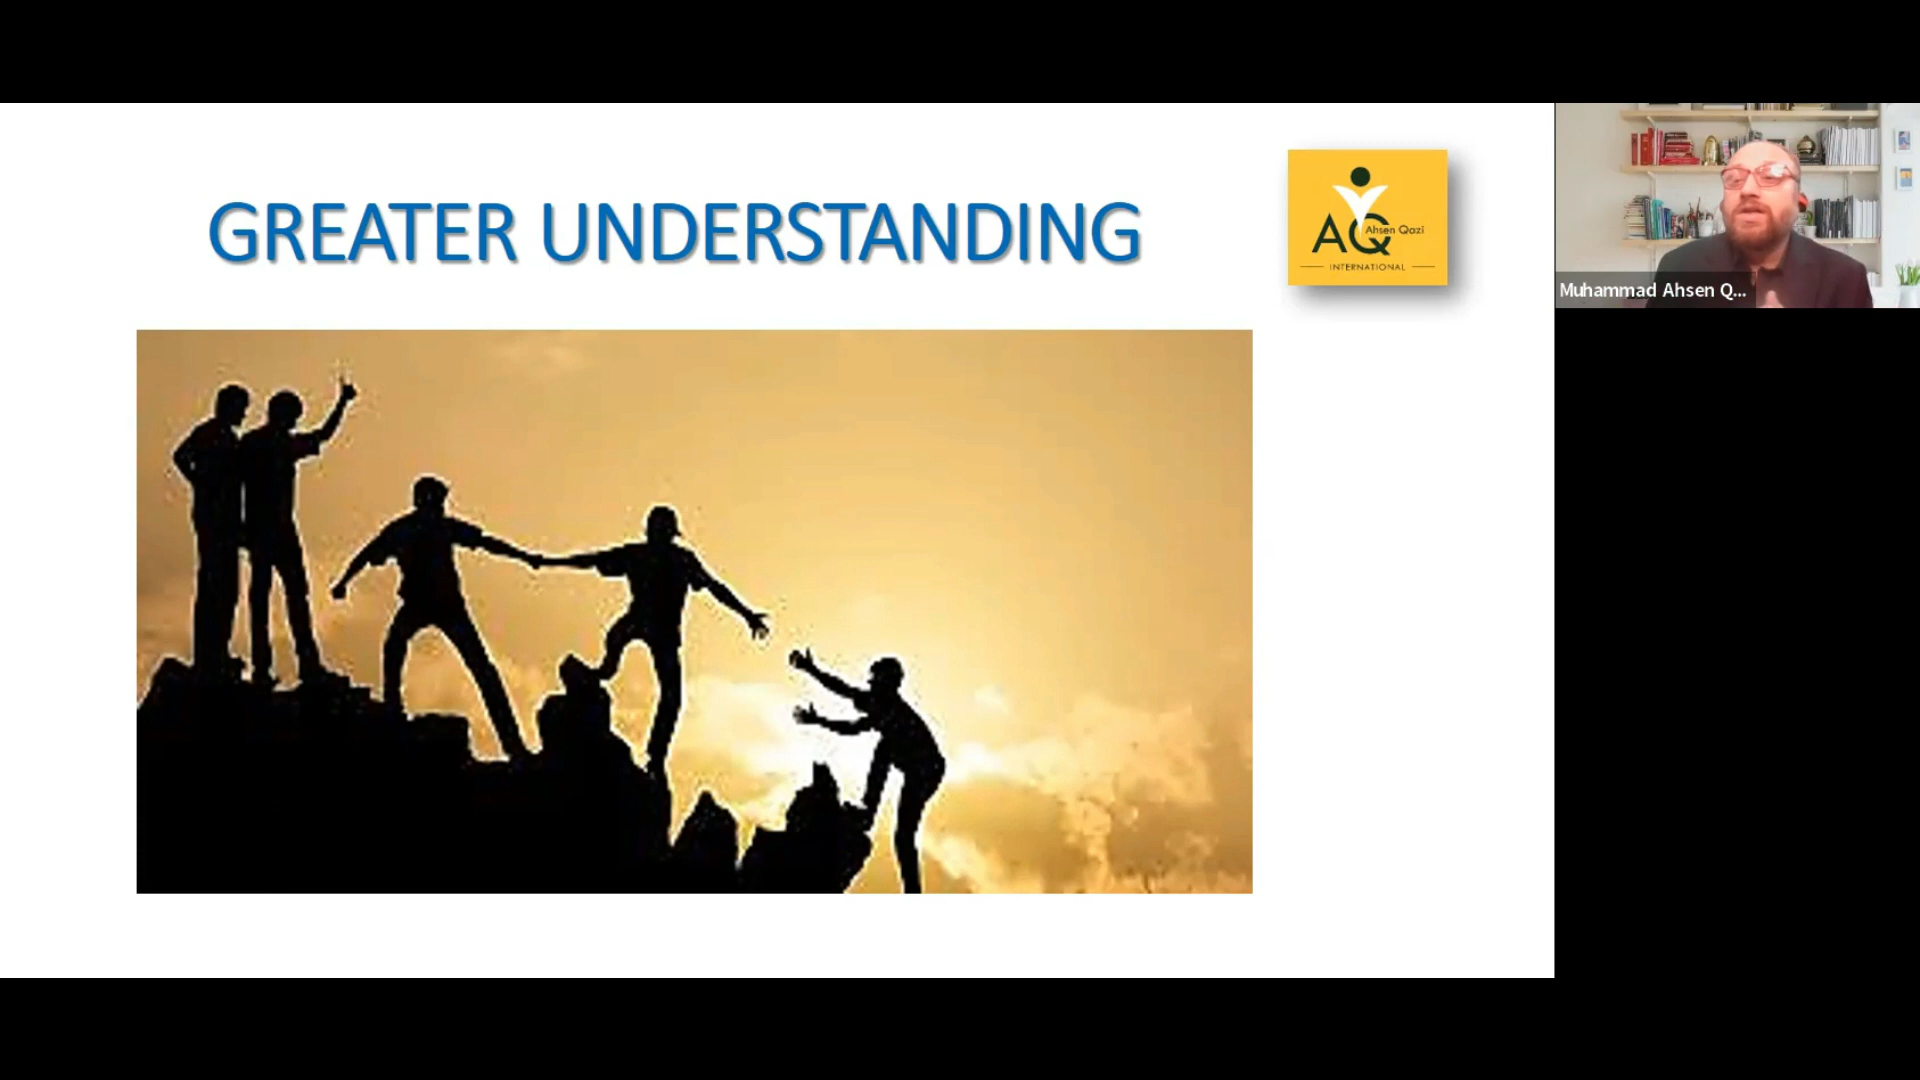 GREATER UNDERSTANDING
AQ
Ahsen Qazi
INTERNATIONAL
Muhammad Ahsen Q...